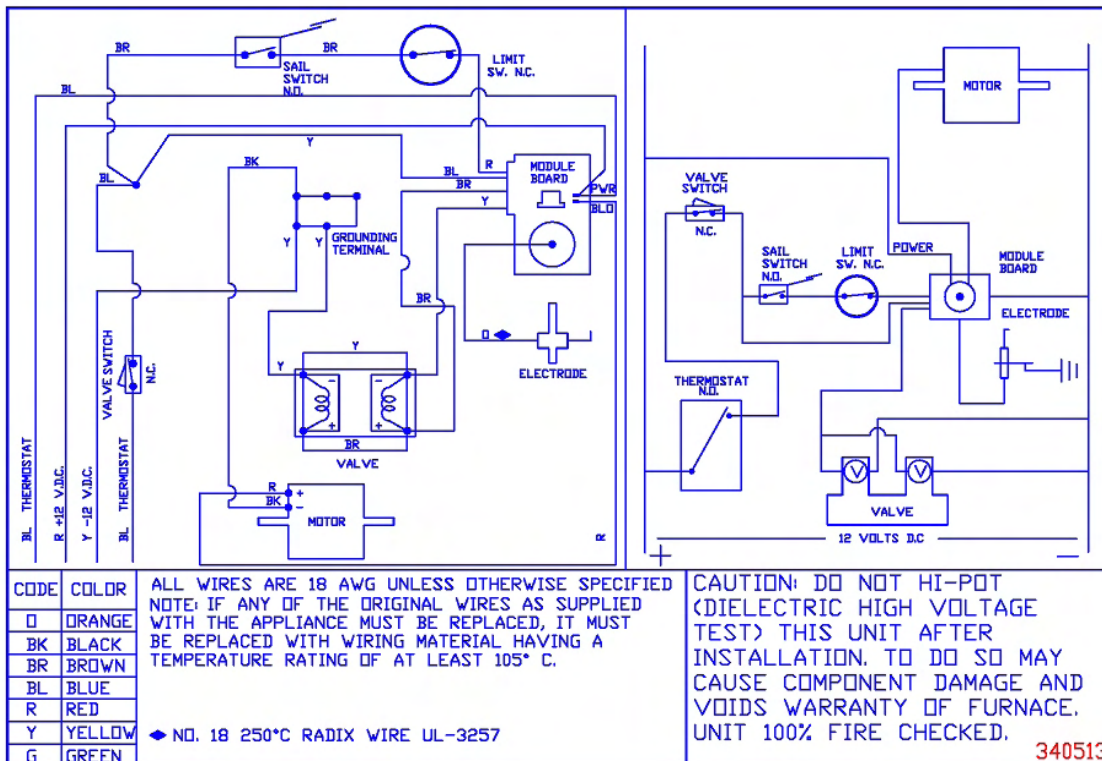 BR
BR
SAIL
SWITCH
N.O.
LIMIT
SW. N.C.
BL
Y
BK
BL
R
BL
BR
Y
MODULE
BOARD
PWR
BLO
Y
Y
GROUNDING
TERMINAL
BR
O
ELECTRODE
VALVE SWITCH
N.C.
Y
Y
Y
-
-
+
+
BR
VALVE
R
+
BK
-
MOTOR
R
BL THERMOSTAT
R +12 V.D.C.
Y -12 V.D.C.
BL THERMOSTAT
MOTOR
VALVE
SWITCH
N.C.
SAIL
SWITCH
N.O.
LIMIT
SW. N.C.
POWER
MODULE
BOARD
ELECTRODE
THERMOSTAT
N.O.
V
V
VALVE
12 VOLTS D.C
+
-
CODE COLOR
O ORANGE
BK BLACK
BR BROWN
BL BLUE
R RED
Y YELLOW
G GREEN
ALL WIRES ARE 18 AWG UNLESS OTHERWISE SPECIFIED
NOTE: IF ANY OF THE ORIGINAL WIRES AS SUPPLIED
WITH THE APPLIANCE MUST BE REPLACED, IT MUST
BE REPLACED WITH WIRING MATERIAL HAVING A
TEMPERATURE RATING OF AT LEAST 105° C.
◆ NO. 18 250°C RADIX WIRE UL-3257
CAUTION: DO NOT HI-POT
(DIELECTRIC HIGH VOLTAGE
TEST) THIS UNIT AFTER
INSTALLATION. TO DO SO MAY
CAUSE COMPONENT DAMAGE AND
VOIDS WARRANTY OF FURNACE.
UNIT 100% FIRE CHECKED.
340513